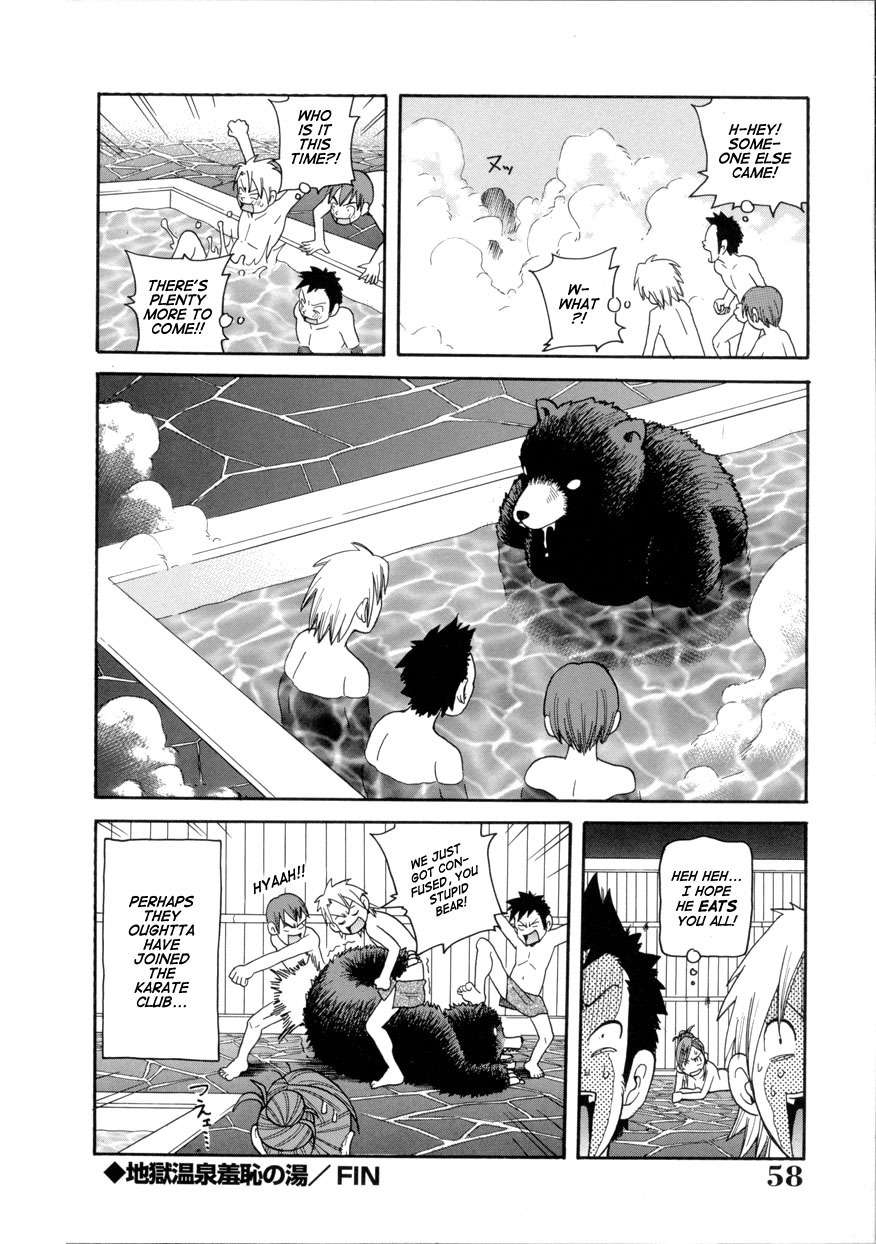 H-HEY!
SOME-
ONE ELSE
CAME!
ヌッ
W-
WHAT
?!
WHO
IS IT
THIS
TIME?!
THERE'S
PLENTY
MORE TO
COME!!
HEH HEH...
I HOPE
HE EATS
YOU ALL!
WE JUST
GOT CON-
FUSED, YOU
STUPID
BEAR!
HYAAH!!
PERHAPS
THEY
OUGHTTA
HAVE
JOINED
THE
KARATE
CLUB...
つえェ…
◆地獄温泉羞恥の湯／FIN
58